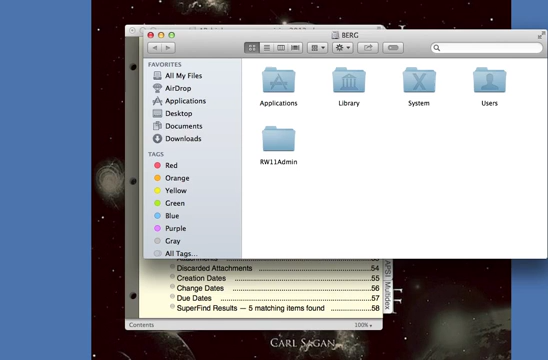 BERG
FAVORITES
All My Files
AirDrop
Applications
Desktop
Documents
Downloads
TAGS
Red
Orange
Yellow
Green
Blue
Purple
Gray
All Tags...
Applications
Library
System
Users
RW11Admin
Discarded Attachments 54
Creation Dates 55
Change Dates 56
Due Dates 57
SuperFind Results — 5 matching items found 58
Multidex
Contents
100%
CARL SAGAN